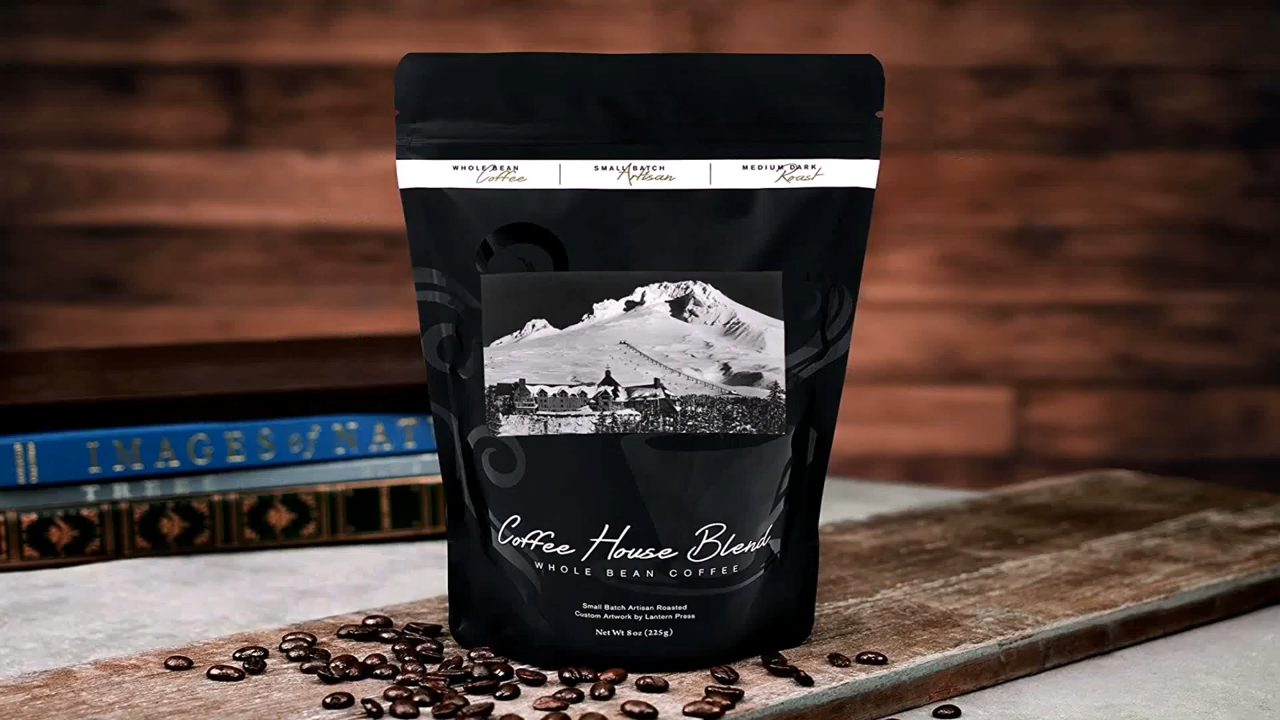 WHOLE BEAN
Coffee
SMALL BATCH
Artisan
MEDIUM DARK
Roast
IMAGES of NAT
TREES
Coffee House Blend
WHOLE BEAN COFFEE
Small Batch Artisan Roasted
Custom Artwork by Lantern Press
Net Wt 8 oz (225g)